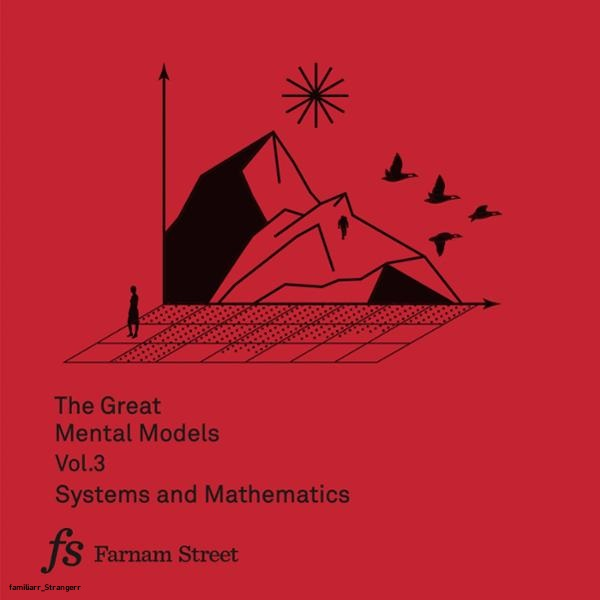 The Great
Mental Models
Vol.3
Systems and Mathematics
fs Farnam Street
familiarr_Strangerr